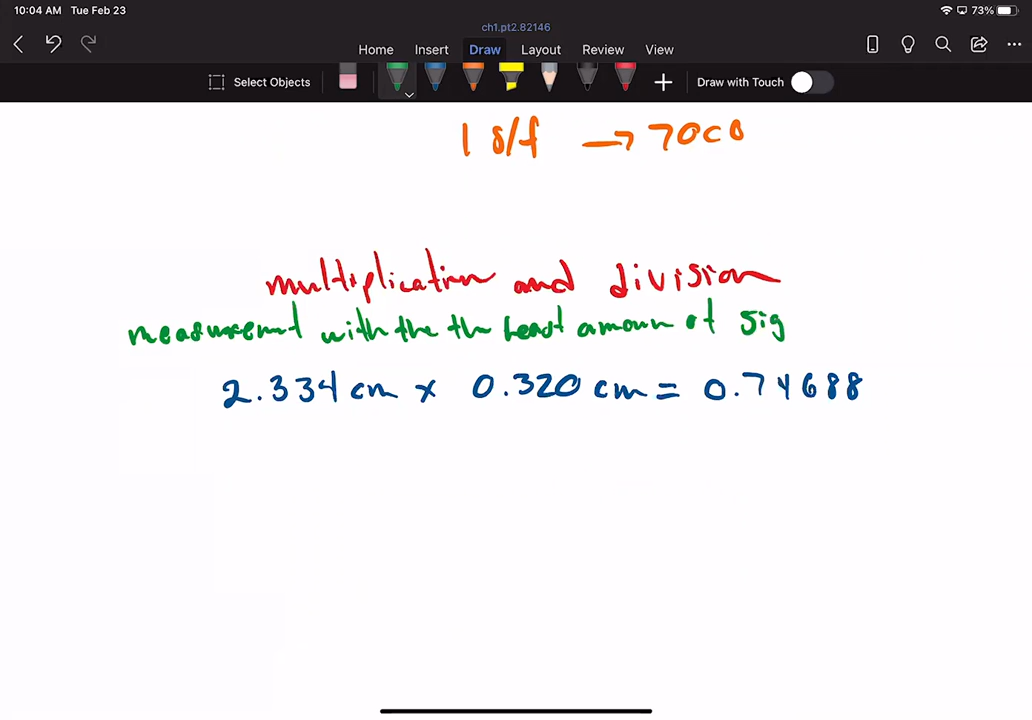 10:04 AM Tue Feb 23
73%
ch1.pt2.82146
Home Insert Draw Layout Review View
Select Objects
Draw with Touch
1 s/f → 7000
multiplication and division
measurement with the the least amount of sig
2.334 cm x 0.320 cm = 0.74688